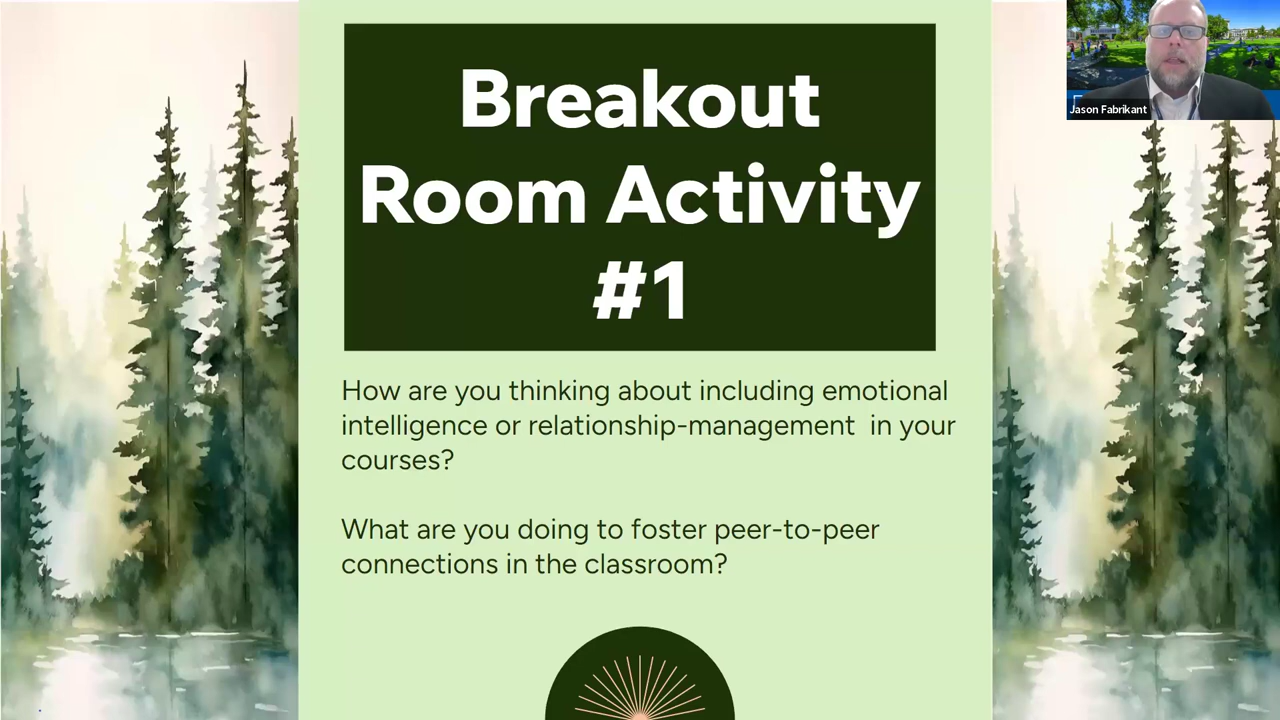 Breakout
Room Activity
#1
Jason Fabrikant
How are you thinking about including emotional
intelligence or relationship-management  in your
courses?
What are you doing to foster peer-to-peer
connections in the classroom?